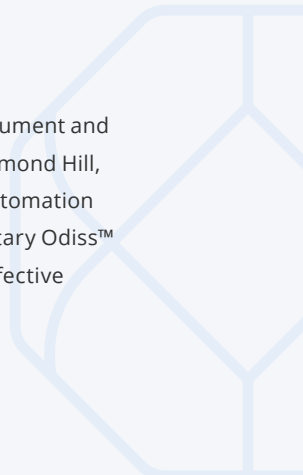 ument and
mond Hill,
tomation
tary Odiss™
fective